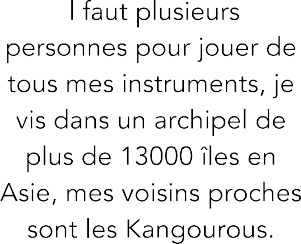 l faut plusieurs
personnes pour jouer de
tous mes instruments, je
vis dans un archipel de
plus de 13000 îles en
Asie, mes voisins proches
sont les Kangourous.